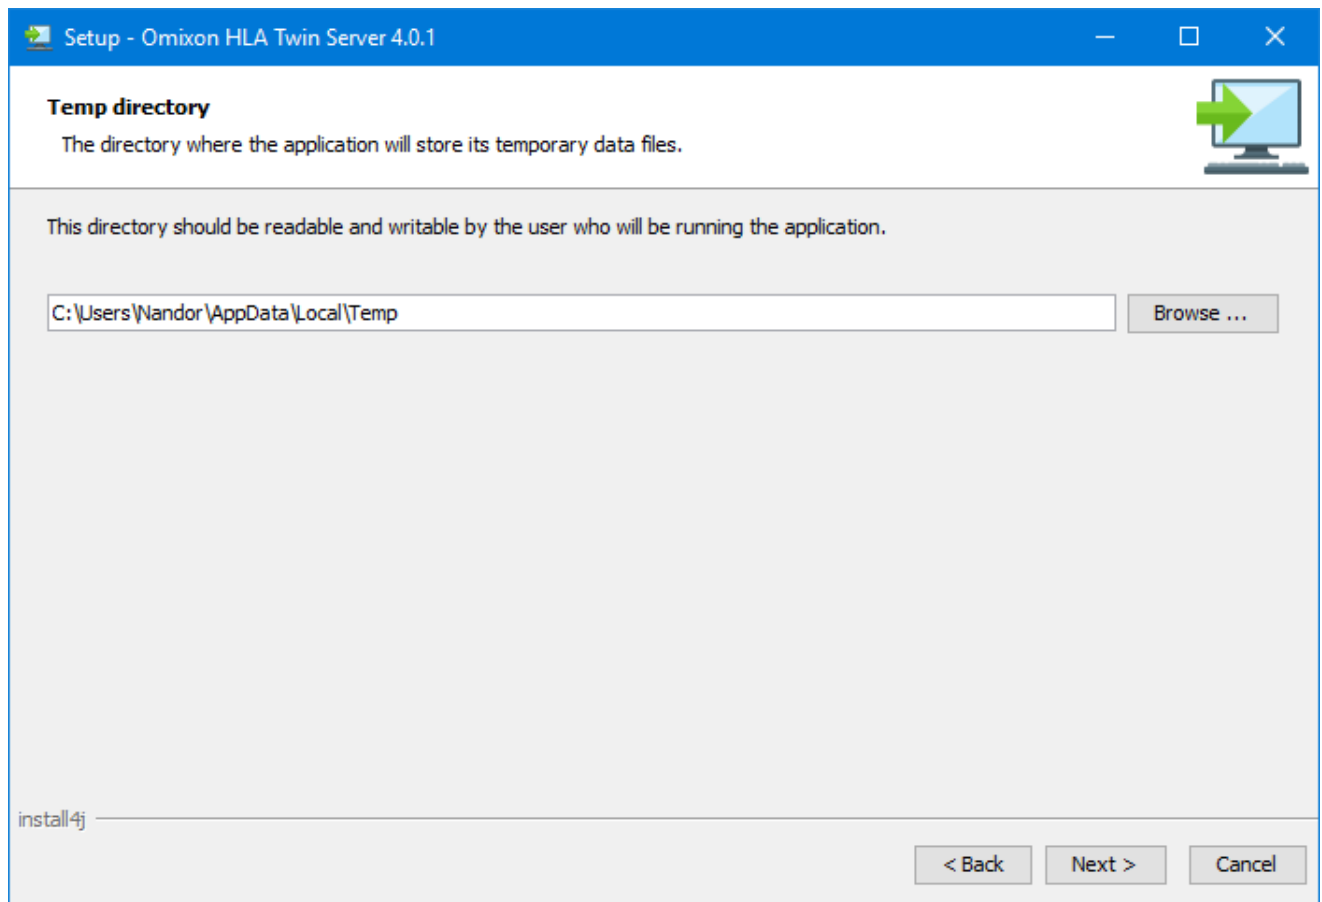 Setup - Omixon HLA Twin Server 4.0.1
Temp directory
The directory where the application will store its temporary data files.
This directory should be readable and writable by the user who will be running the application.
C:\Users\Nandor\AppData\Local\Temp
Browse ...
install4j
< Back
Next >
Cancel